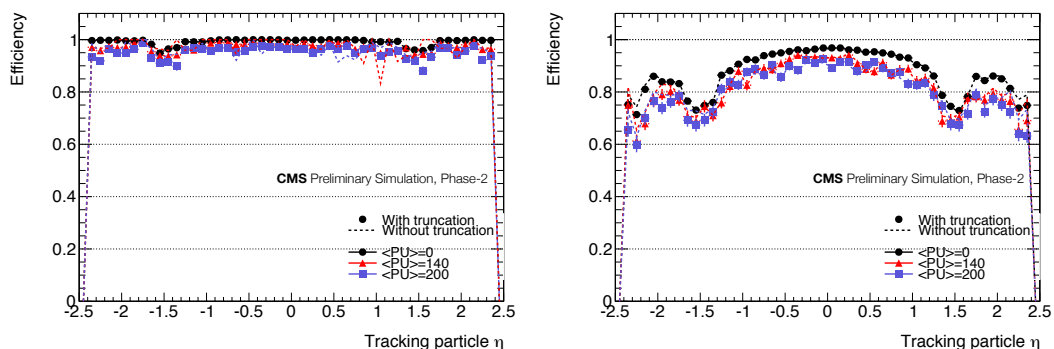 Efficiency
1
0.8
0.6
0.4
0.2
0
CMS Preliminary Simulation, Phase-2
With truncation
Without truncation
<PU>=0
<PU>=140
<PU>=200
-2.5 -2 -1.5 -1 -0.5 0 0.5 1 1.5 2 2.5
Tracking particle η
Efficiency
1
0.8
0.6
0.4
0.2
0
CMS Preliminary Simulation, Phase-2
With truncation
Without truncation
<PU>=0
<PU>=140
<PU>=200
-2.5 -2 -1.5 -1 -0.5 0 0.5 1 1.5 2 2.5
Tracking particle η